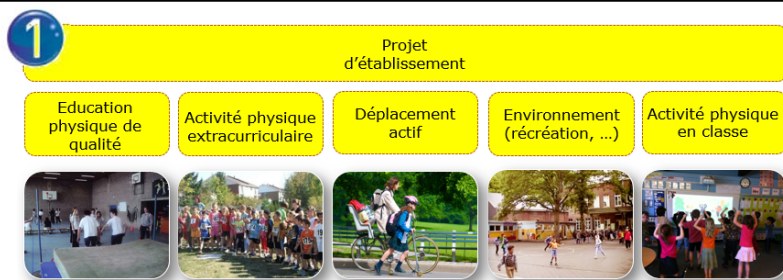 1
Projet
d'établissement
Education
physique de
qualité
Activité physique
extracurriculaire
Déplacement
actif
Environnement
(récréation, ...)
Activité physique
en classe